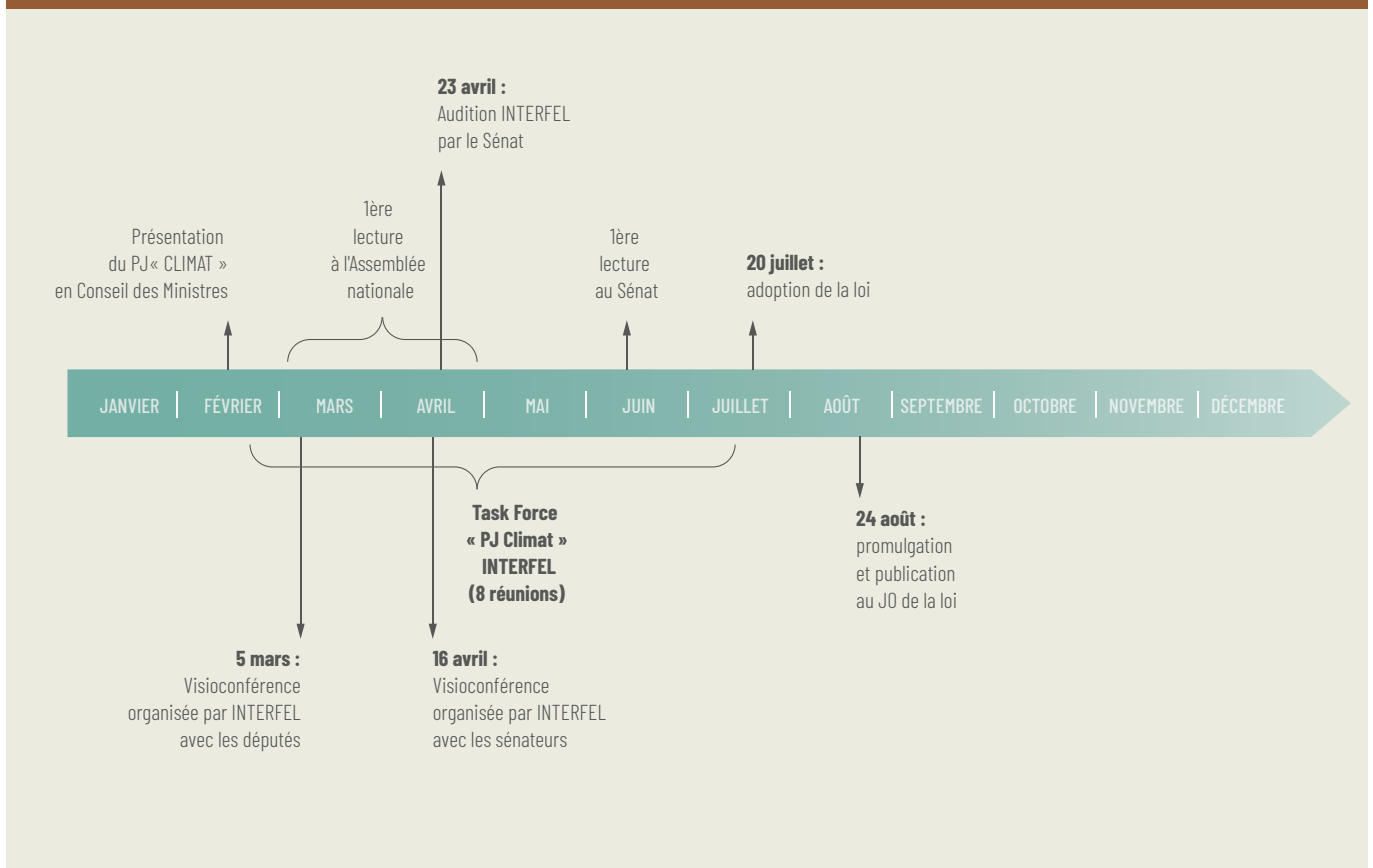 23 avril :
Audition INTERFEL
par le Sénat
Présentation
du PJ« CLIMAT »
en Conseil des Ministres
1ère
lecture
à l'Assemblée
nationale
1ère
lecture
au Sénat
20 juillet :
adoption de la loi
JANVIER FÉVRIER MARS AVRIL MAI JUIN JUILLET AOÛT SEPTEMBRE OCTOBRE NOVEMBRE DÉCEMBRE
Task Force
« PJ Climat »
INTERFEL
(8 réunions)
24 août :
promulgation
et publication
au JO de la loi
5 mars :
Visioconférence
organisée par INTERFEL
avec les députés
16 avril :
Visioconférence
organisée par INTERFEL
avec les sénateurs